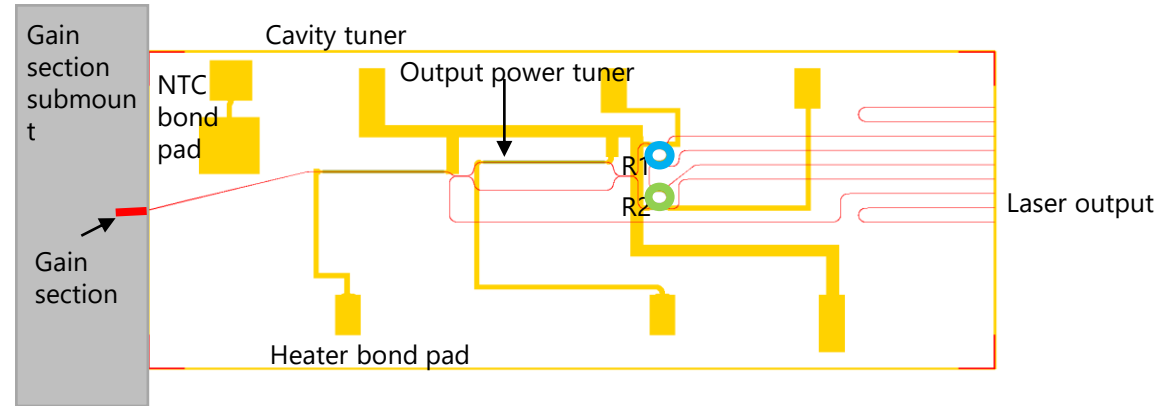 Gain
section
submoun
t
Cavity tuner
Output power tuner
NTC
bond
pad
R1
R2
Laser output
Gain
section
Heater bond pad